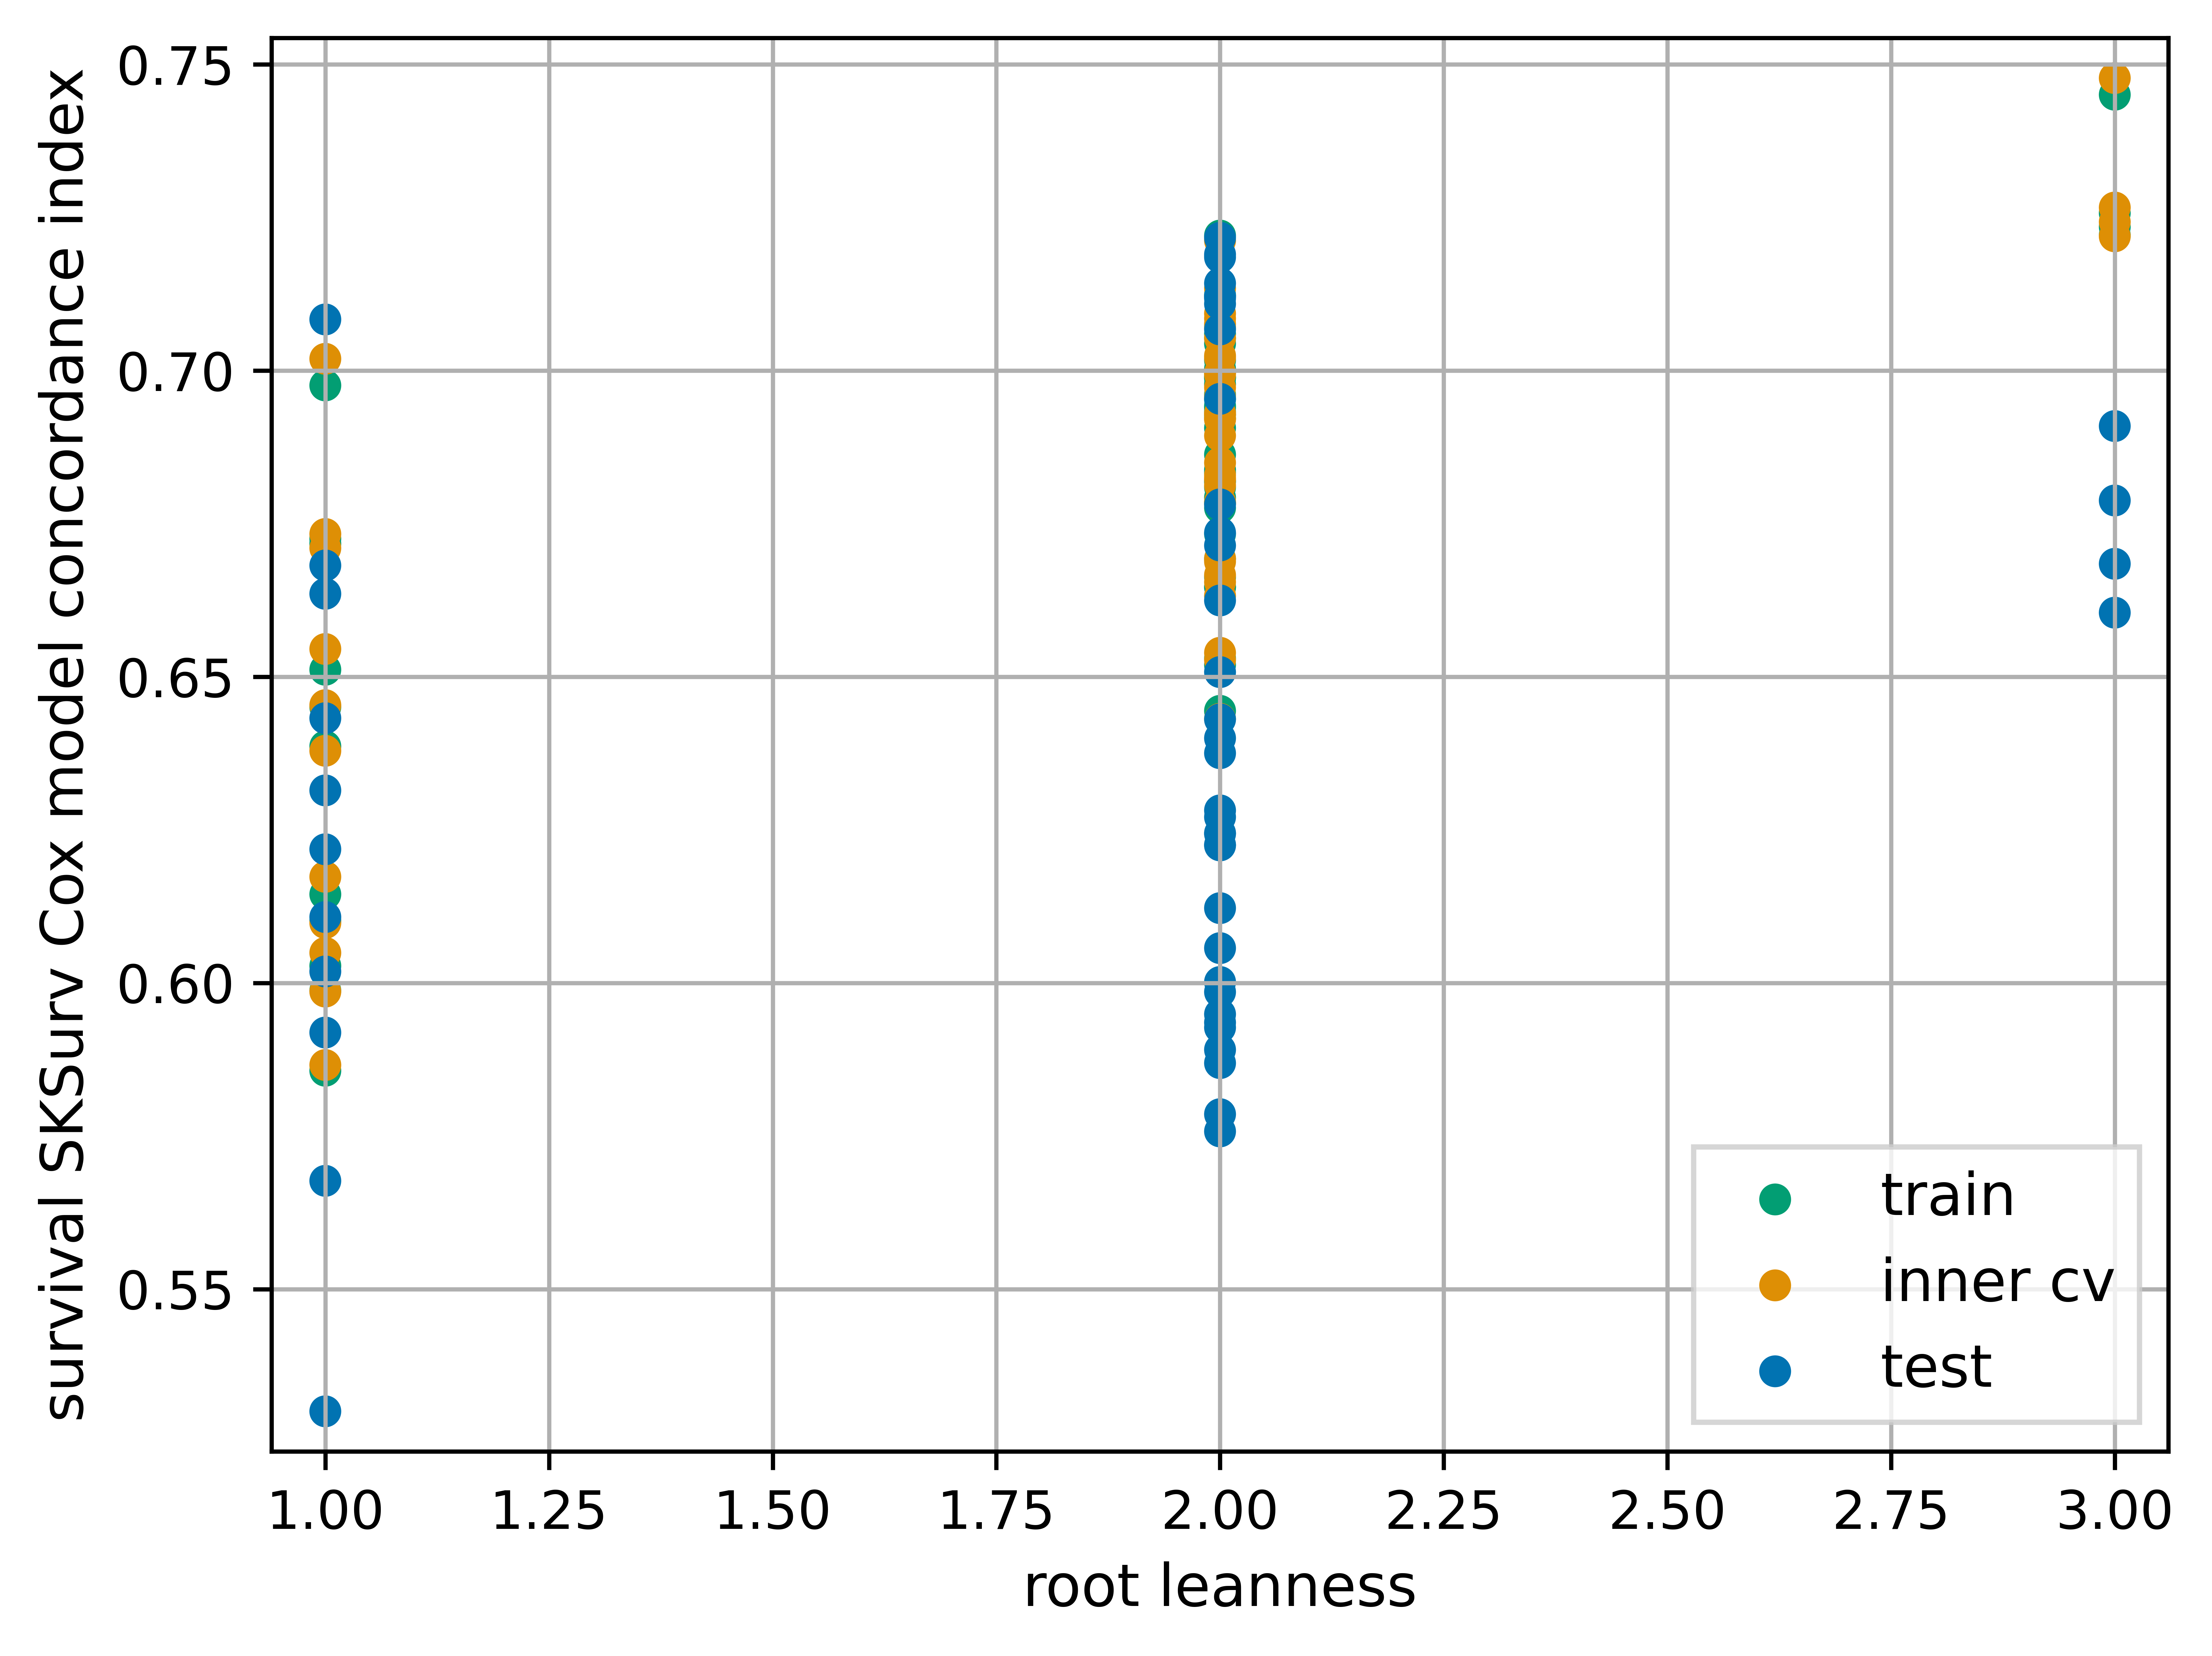 survival SKSurv Cox model concordance index
0.75
0.70
0.65
0.60
0.55
train
inner cv
test
1.00 1.25 1.50 1.75 2.00 2.25 2.50 2.75 3.00
root leanness